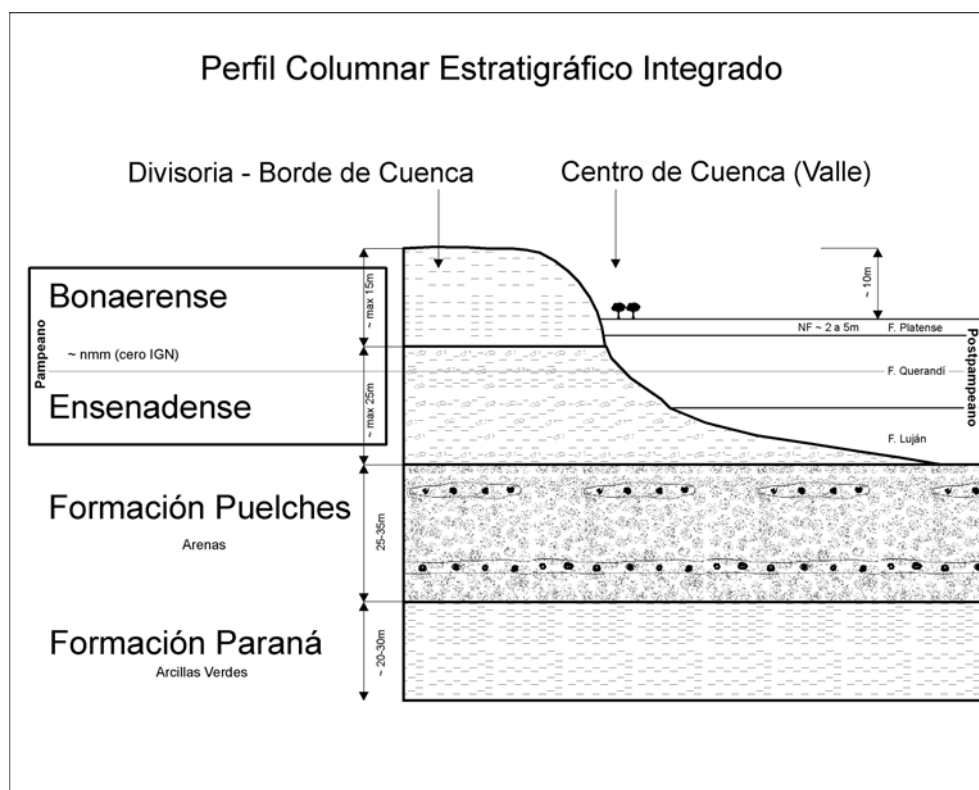 Perfil Columnar Estratigráfico Integrado
Divisoria - Borde de Cuenca
Centro de Cuenca (Valle)
Bonaerense
~ nmm (cero IGN)
Ensenadense
Pampeano
~ max 15m
~ max 25m
~ 10m
NF ~ 2 a 5m
F. Platense
F. Querandí
F. Luján
Postpampeano
Formación Puelches
Arenas
25-35m
Formación Paraná
Arcillas Verdes
~ 20-30m